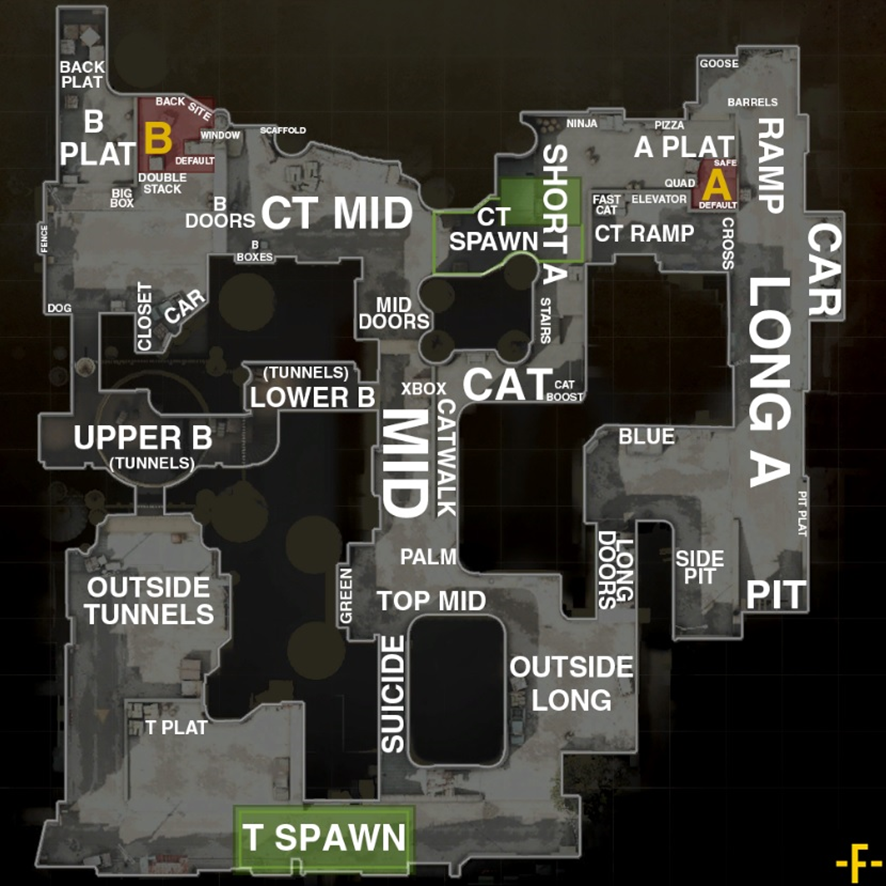 GOOSE
BACK
PLAT
BACK SITE
BARRELS
B
PLAT
B
WINDOW
SCAFFOLD
NINJA
PIZZA
A PLAT
RAMP
DEFAULT
DOUBLE
STACK
SAFE
QUAD
A
DEFAULT
BIG
BOX
B
DOORS
CT MID
CT
SPAWN
SHORT A
FAST
CAT
ELEVATOR
CT RAMP
CROSS
CAR
FENCE
B
BOXES
DOG
CLOSET
CAR
MID
DOORS
STAIRS
LONG A
(TUNNELS)
LOWER B
XBOX
CAT
CAT
BOOST
MID
CATWALK
UPPER B
(TUNNELS)
BLUE
PIT PLAT
PALM
LONG
DOORS
SIDE
PIT
PIT
OUTSIDE
TUNNELS
GREEN
TOP MID
SUICIDE
OUTSIDE
LONG
T PLAT
T SPAWN
-F-